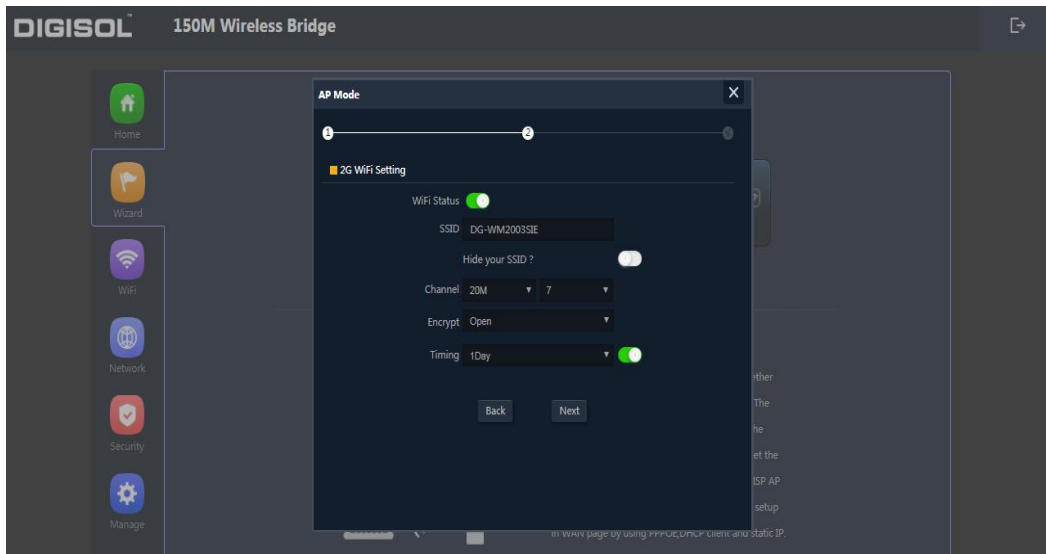 DIGISOL 150M Wireless Bridge
AP Mode X
1 2
2G WiFi Setting
WiFi Status
SSID DG-WM2003SIE
Hide your SSID ?
Channel 20M 7
Encrypt Open
Timing 1Day
Back Next
Home
Wizard
WiFi
Network
Security
Manage
The
et the
ISP AP
setup
in WAN page by using PPPOE,DHCP client and static IP.